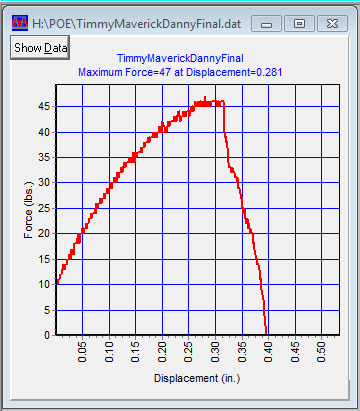 H:\POE\TimmyMaverickDannyFinal.dat
Show Data
TimmyMaverickDannyFinal
Maximum Force=47 at Displacement=0.281
Force (lbs.)
45
40
35
30
25
20
15
10
5
0
0.05 0.10 0.15 0.20 0.25 0.30 0.35 0.40 0.45 0.50
Displacement (in.)